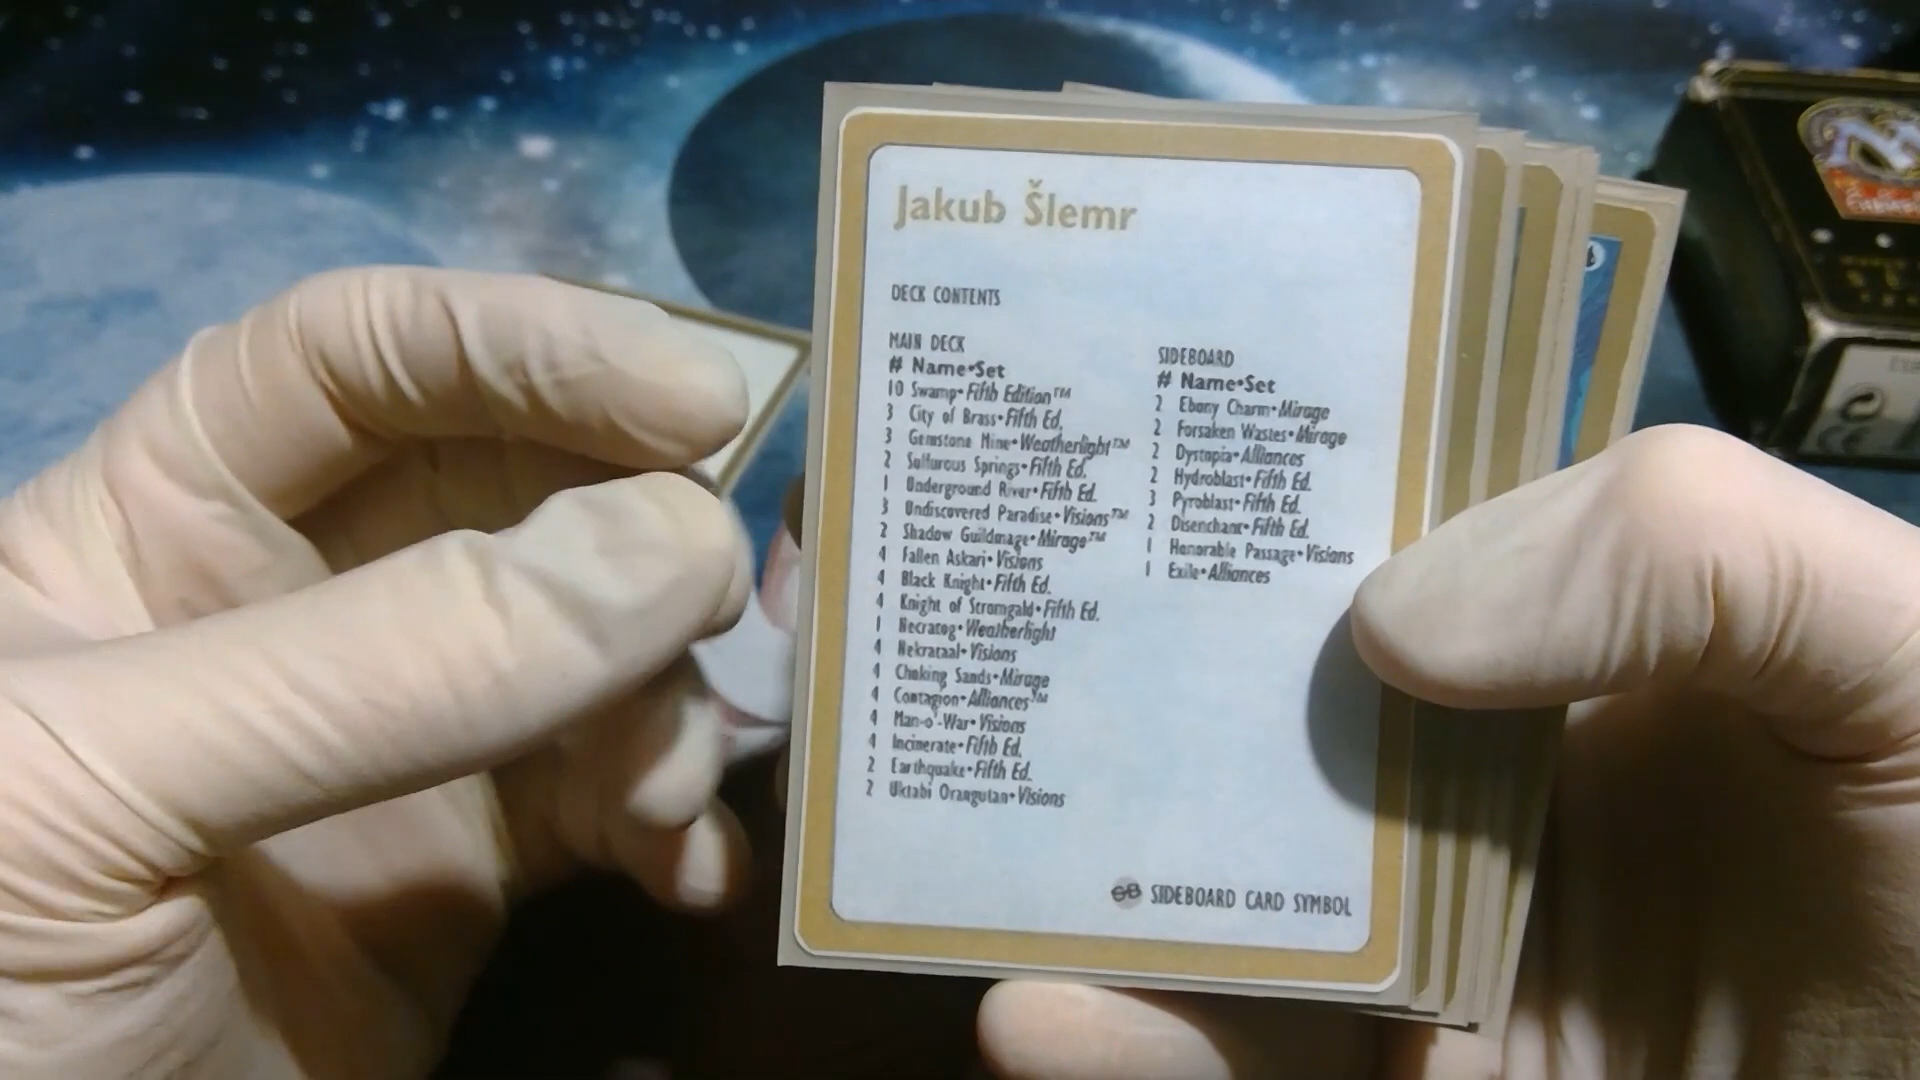 Jakub Šlemr
DECK CONTENTS
MAIN DECK
# Name•Set
10 Swamp•Fifth Edition™
3 City of Brass•Fifth Ed.
3 Gemstone Mine•Weatherlight™
2 Sulfurous Springs•Fifth Ed.
1 Underground River•Fifth Ed.
3 Undiscovered Paradise•Visions™
2 Shadow Guildmage•Mirage™
4 Fallen Askari•Visions
4 Black Knight•Fifth Ed.
4 Knight of Stromgald•Fifth Ed.
1 Necratog•Weatherlight
4 Nekrataal•Visions
4 Choking Sands•Mirage
4 Contagion•Alliances™
4 Man-o'-War•Visions
4 Incinerate•Fifth Ed.
2 Earthquake•Fifth Ed.
2 Uktabi Orangutan•Visions
SIDEBOARD
# Name•Set
2 Ebony Charm•Mirage
2 Forsaken Wastes•Mirage
2 Dystopia•Alliances
2 Hydroblast•Fifth Ed.
3 Pyroblast•Fifth Ed.
2 Disenchant•Fifth Ed.
1 Honorable Passage•Visions
1 Exile•Alliances
SB SIDEBOARD CARD SYMBOL